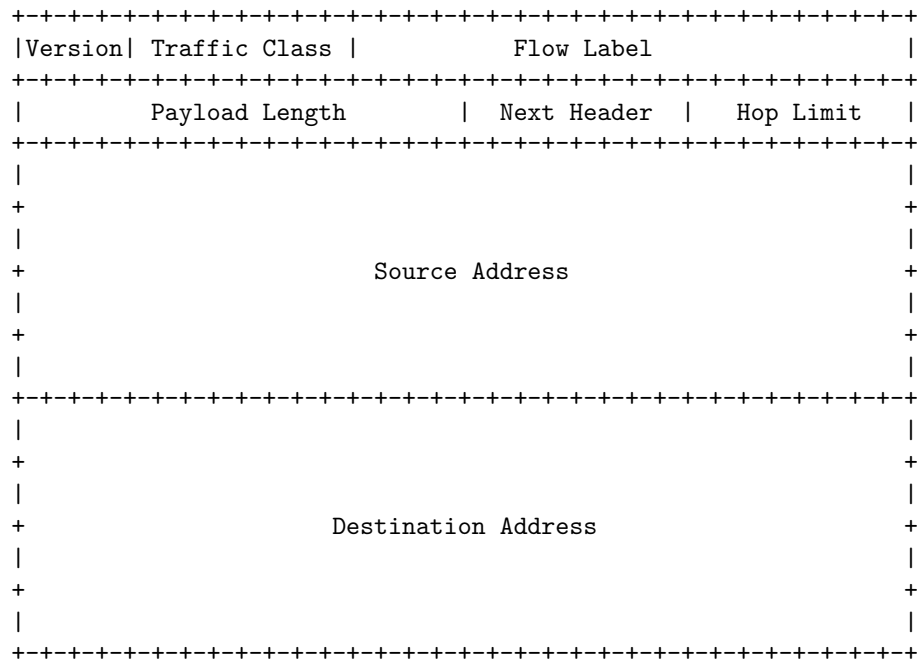 Version Traffic Class Flow Label
Payload Length Next Header Hop Limit
Source Address
Destination Address